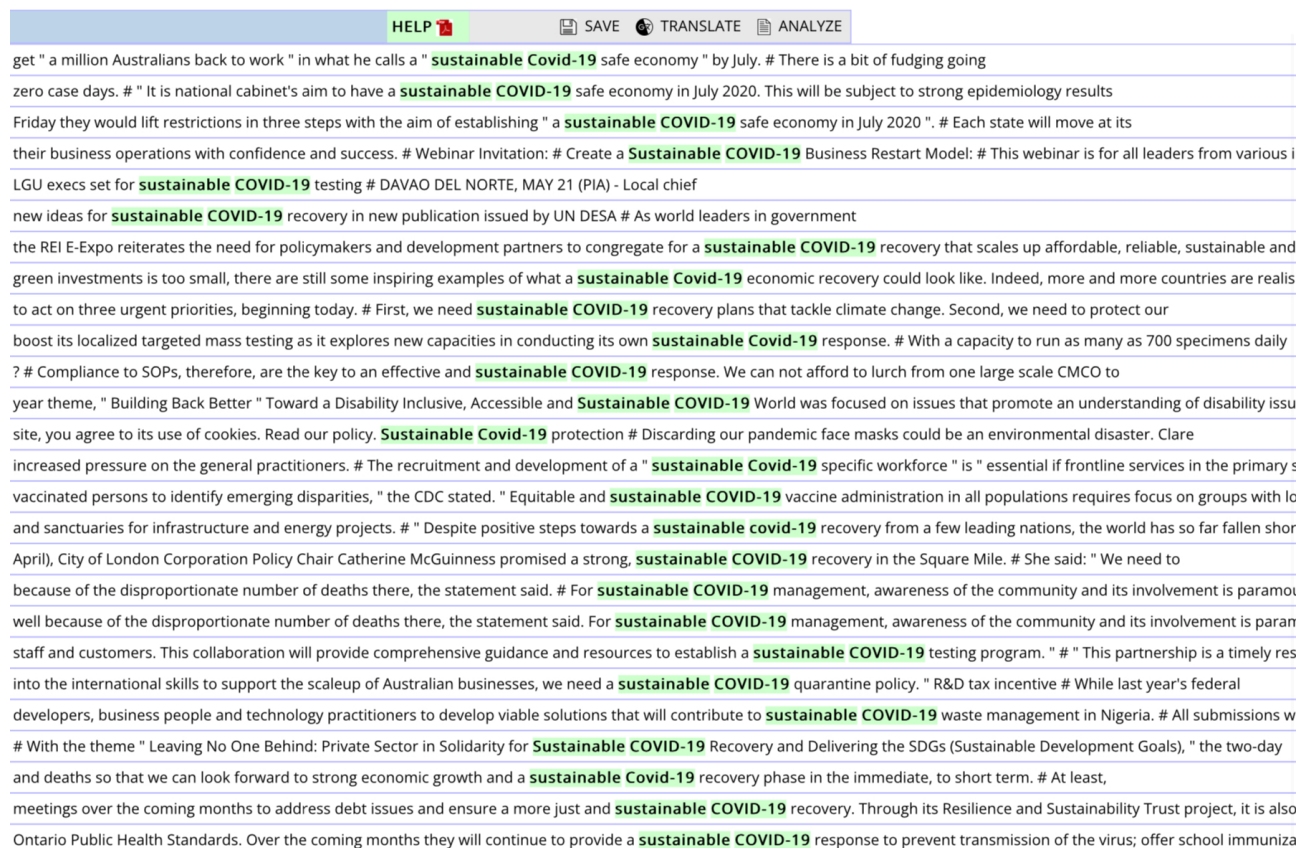 HELP SAVE TRANSLATE ANALYZE
get " a million Australians back to work " in what he calls a " sustainable Covid-19 safe economy " by July. # There is a bit of fudging going
zero case days. # " It is national cabinet's aim to have a sustainable COVID-19 safe economy in July 2020. This will be subject to strong epidemiology results
Friday they would lift restrictions in three steps with the aim of establishing " a sustainable COVID-19 safe economy in July 2020 ". # Each state will move at its
their business operations with confidence and success. # Webinar Invitation: # Create a Sustainable COVID-19 Business Restart Model: # This webinar is for all leaders from various i
LGU execs set for sustainable COVID-19 testing # DAVAO DEL NORTE, MAY 21 (PIA) - Local chief
new ideas for sustainable COVID-19 recovery in new publication issued by UN DESA # As world leaders in government
the REI E-Expo reiterates the need for policymakers and development partners to congregate for a sustainable COVID-19 recovery that scales up affordable, reliable, sustainable and
green investments is too small, there are still some inspiring examples of what a sustainable Covid-19 economic recovery could look like. Indeed, more and more countries are realis
to act on three urgent priorities, beginning today. # First, we need sustainable COVID-19 recovery plans that tackle climate change. Second, we need to protect our
boost its localized targeted mass testing as it explores new capacities in conducting its own sustainable Covid-19 response. # With a capacity to run as many as 700 specimens daily
? # Compliance to SOPs, therefore, are the key to an effective and sustainable COVID-19 response. We can not afford to lurch from one large scale CMCO to
year theme, " Building Back Better " Toward a Disability Inclusive, Accessible and Sustainable COVID-19 World was focused on issues that promote an understanding of disability issu
site, you agree to its use of cookies. Read our policy. Sustainable Covid-19 protection # Discarding our pandemic face masks could be an environmental disaster. Clare
increased pressure on the general practitioners. # The recruitment and development of a " sustainable Covid-19 specific workforce " is " essential if frontline services in the primary s
vaccinated persons to identify emerging disparities, " the CDC stated. " Equitable and sustainable COVID-19 vaccine administration in all populations requires focus on groups with lo
and sanctuaries for infrastructure and energy projects. # " Despite positive steps towards a sustainable covid-19 recovery from a few leading nations, the world has so far fallen shor
April), City of London Corporation Policy Chair Catherine McGuinness promised a strong, sustainable COVID-19 recovery in the Square Mile. # She said: " We need to
because of the disproportionate number of deaths there, the statement said. # For sustainable COVID-19 management, awareness of the community and its involvement is paramou
well because of the disproportionate number of deaths there, the statement said. For sustainable COVID-19 management, awareness of the community and its involvement is param
staff and customers. This collaboration will provide comprehensive guidance and resources to establish a sustainable COVID-19 testing program. " # " This partnership is a timely res
into the international skills to support the scaleup of Australian businesses, we need a sustainable COVID-19 quarantine policy. " R&D tax incentive # While last year's federal
developers, business people and technology practitioners to develop viable solutions that will contribute to sustainable COVID-19 waste management in Nigeria. # All submissions w
# With the theme " Leaving No One Behind: Private Sector in Solidarity for Sustainable COVID-19 Recovery and Delivering the SDGs (Sustainable Development Goals), " the two-day
and deaths so that we can look forward to strong economic growth and a sustainable Covid-19 recovery phase in the immediate, to short term. # At least,
meetings over the coming months to address debt issues and ensure a more just and sustainable COVID-19 recovery. Through its Resilience and Sustainability Trust project, it is also
Ontario Public Health Standards. Over the coming months they will continue to provide a sustainable COVID-19 response to prevent transmission of the virus; offer school immuniza